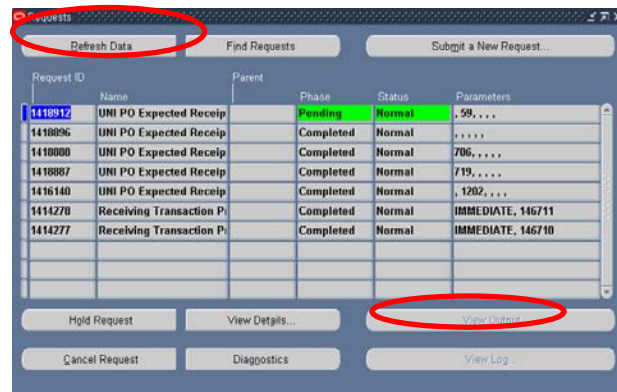 Requests
Refresh Data Find Requests Submit a New Request...
Request ID Parent
Name Phase Status Parameters
1418912 UNI PO Expected Receip Pending Normal , 59, , , ,
1418896 UNI PO Expected Receip Completed Normal , , , , ,
1418888 UNI PO Expected Receip Completed Normal 706, , , , ,
1418887 UNI PO Expected Receip Completed Normal 719, , , , ,
1416140 UNI PO Expected Receip Completed Normal , 1202, , , ,
1414278 Receiving Transaction Pr Completed Normal IMMEDIATE, 146711
1414277 Receiving Transaction Pr Completed Normal IMMEDIATE, 146710
Hold Request View Details... View Output
Cancel Request Diagnostics View Log...